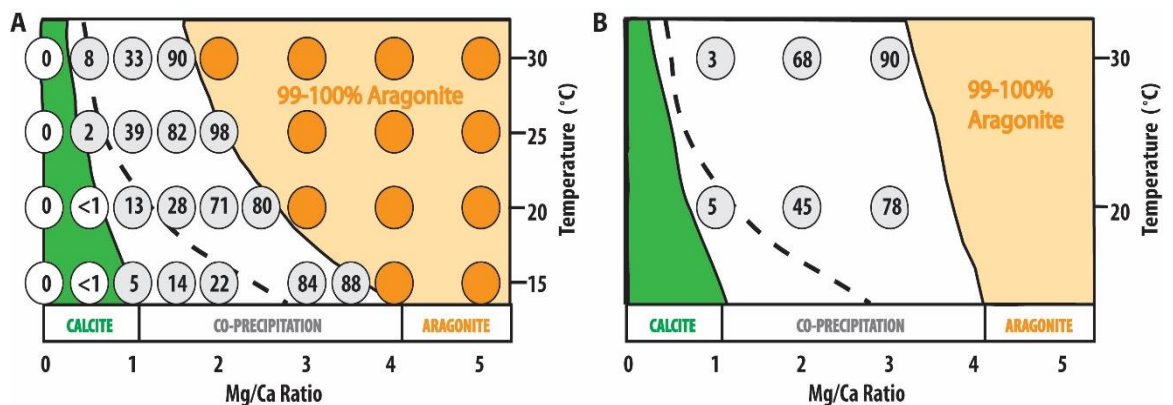 A
0 8 33 90 30
99-100% Aragonite
0 2 39 82 98 25
0 <1 13 28 71 80 20
0 <1 5 14 22 84 88 15
Temperature (°C)
CALCITE CO-PRECIPITATION ARAGONITE
0 1 2 3 4 5
Mg/Ca Ratio
B
3 68 90 30
99-100%
Aragonite
5 45 78 20
Temperature (°C)
CALCITE CO-PRECIPITATION ARAGONITE
0 1 2 3 4 5
Mg/Ca Ratio